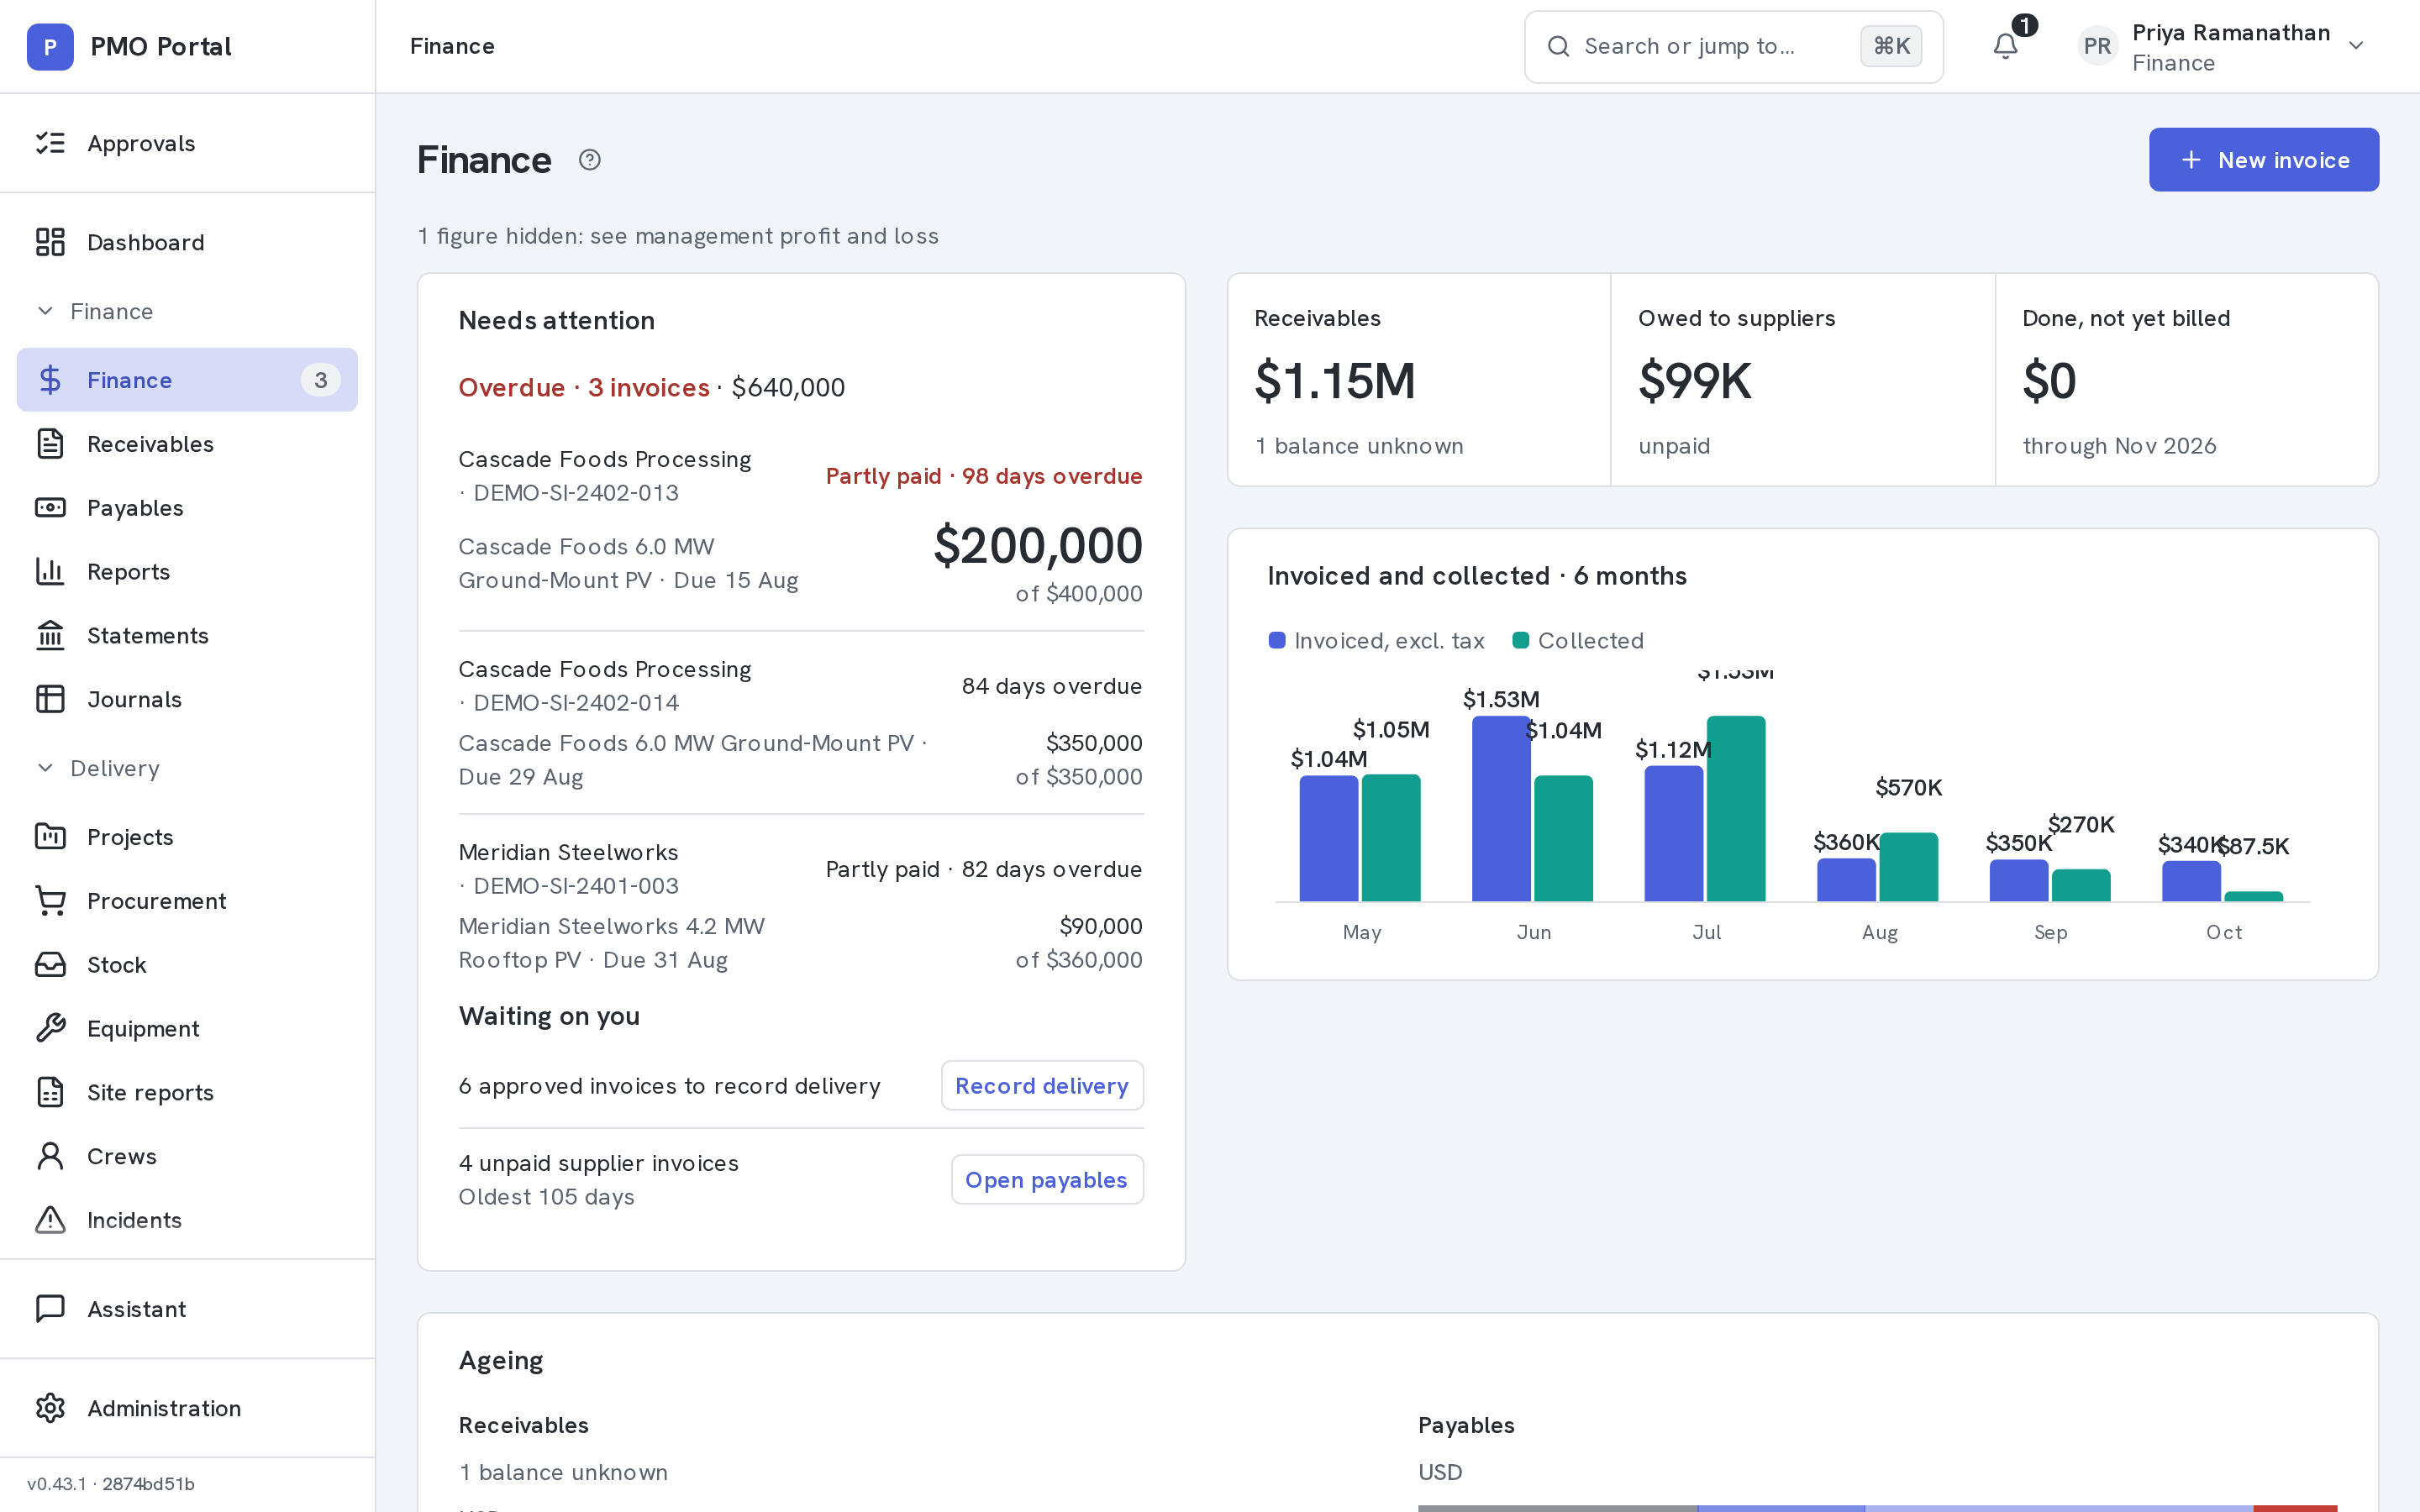 P PMO Portal
Finance
Search or jump to... ⌘K
1
PR Priya Ramanathan
Finance
Approvals
Dashboard
Finance
Finance 3
Receivables
Payables
Reports
Statements
Journals
Delivery
Projects
Procurement
Stock
Equipment
Site reports
Crews
Incidents
Assistant
Administration
v0.43.1 · 2874bd51b
Finance
New invoice
1 figure hidden: see management profit and loss
Needs attention
Overdue · 3 invoices · $640,000
Cascade Foods Processing
· DEMO-SI-2402-013
Partly paid · 98 days overdue
Cascade Foods 6.0 MW
Ground-Mount PV · Due 15 Aug
$200,000
of $400,000
Cascade Foods Processing
· DEMO-SI-2402-014
84 days overdue
Cascade Foods 6.0 MW Ground-Mount PV ·
Due 29 Aug
$350,000
of $350,000
Meridian Steelworks
· DEMO-SI-2401-003
Partly paid · 82 days overdue
Meridian Steelworks 4.2 MW
Rooftop PV · Due 31 Aug
$90,000
of $360,000
Waiting on you
6 approved invoices to record delivery
Record delivery
4 unpaid supplier invoices
Oldest 105 days
Open payables
Receivables
$1.15M
1 balance unknown
Owed to suppliers
$99K
unpaid
Done, not yet billed
$0
through Nov 2026
Invoiced and collected · 6 months
Invoiced, excl. tax
Collected
$1.04M $1.05M
$1.53M $1.04M
$1.12M $1.53M
$360K $570K
$350K $270K
$340K $87.5K
May Jun Jul Aug Sep Oct
Ageing
Receivables
1 balance unknown
Payables
USD